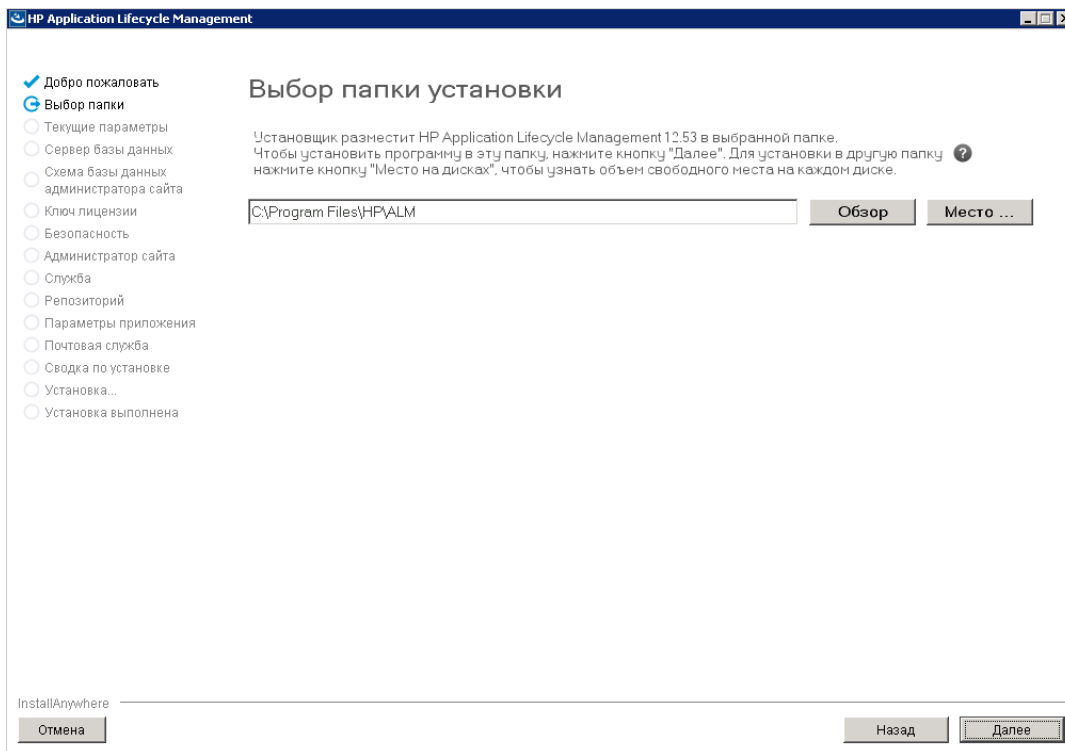 HP Application Lifecycle Management
Добро пожаловать
Выбор папки
Текущие параметры
Сервер базы данных
Схема базы данных
администратора сайта
Ключ лицензии
Безопасность
Администратор сайта
Служба
Репозиторий
Параметры приложения
Почтовая служба
Сводка по установке
Установка...
Установка выполнена
Выбор папки установки
Установщик разместит HP Application Lifecycle Management 12.53 в выбранной папке.
Чтобы установить программу в эту папку, нажмите кнопку "Далее". Для установки в другую папку
нажмите кнопку "Место на дисках", чтобы узнать объем свободного места на каждом диске.
C:\Program Files\HP\ALM
Обзор
Место ...
InstallAnywhere
Отмена
Назад
Далее